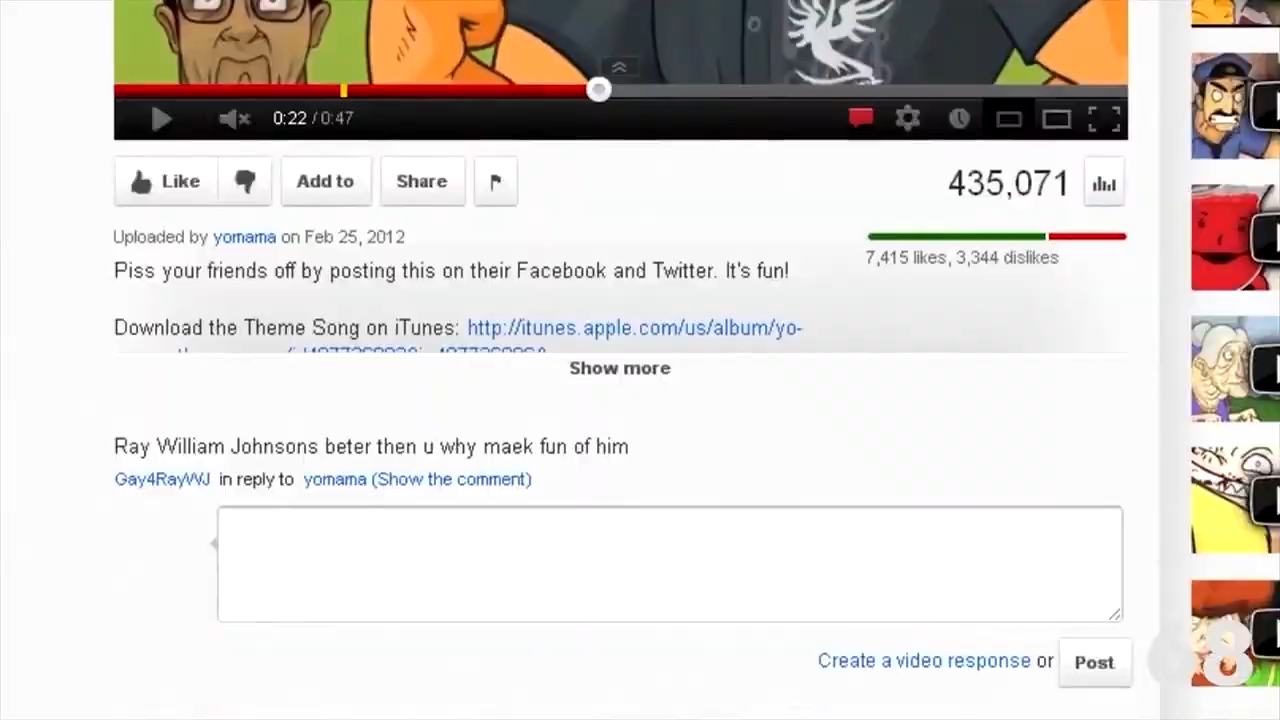 0:22 / 0:47
Like
Add to
Share
435,071
Uploaded by yomama on Feb 25, 2012
7,415 likes, 3,344 dislikes
Piss your friends off by posting this on their Facebook and Twitter. It's fun!
Download the Theme Song on iTunes: http://itunes.apple.com/us/album/yo-
Show more
Ray William Johnsons beter then u why maek fun of him
Gay4RayWJ in reply to yomama (Show the comment)
Create a video response or Post
68